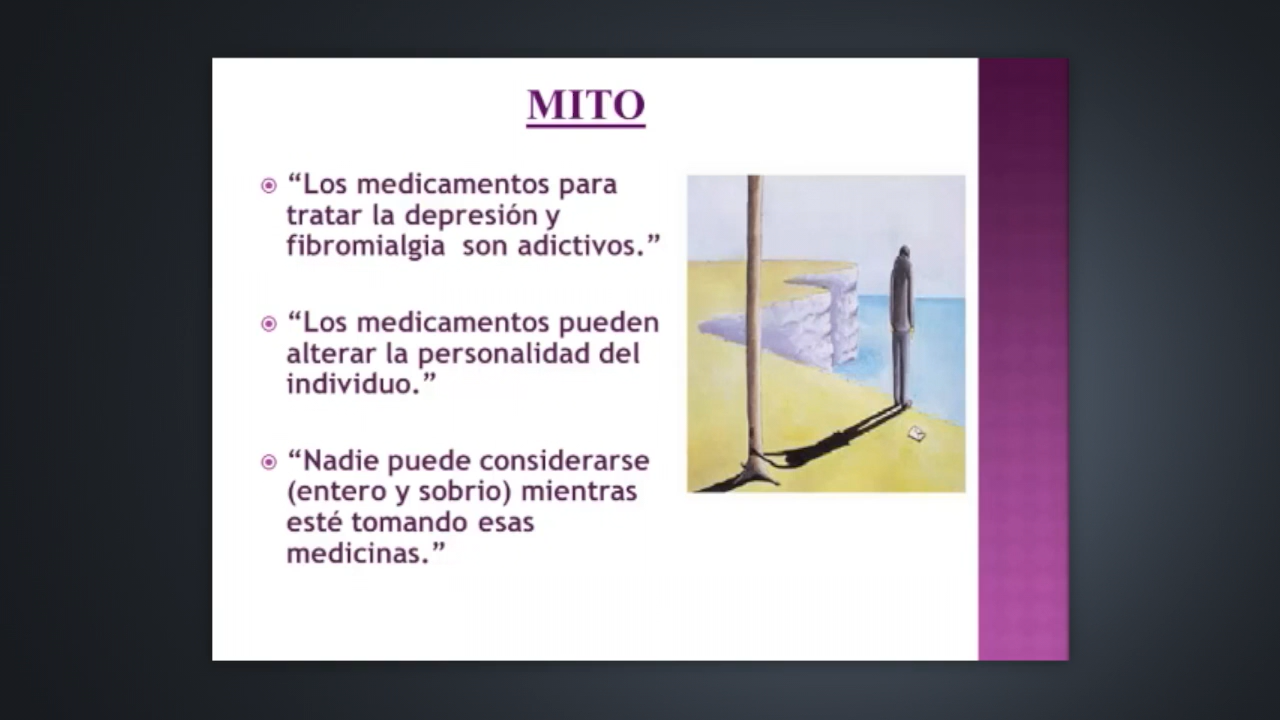 MITO
“Los medicamentos para
tratar la depresión y
fibromialgia son adictivos.”
“Los medicamentos pueden
alterar la personalidad del
individuo.”
“Nadie puede considerarse
(entero y sobrio) mientras
esté tomando esas
medicinas.”